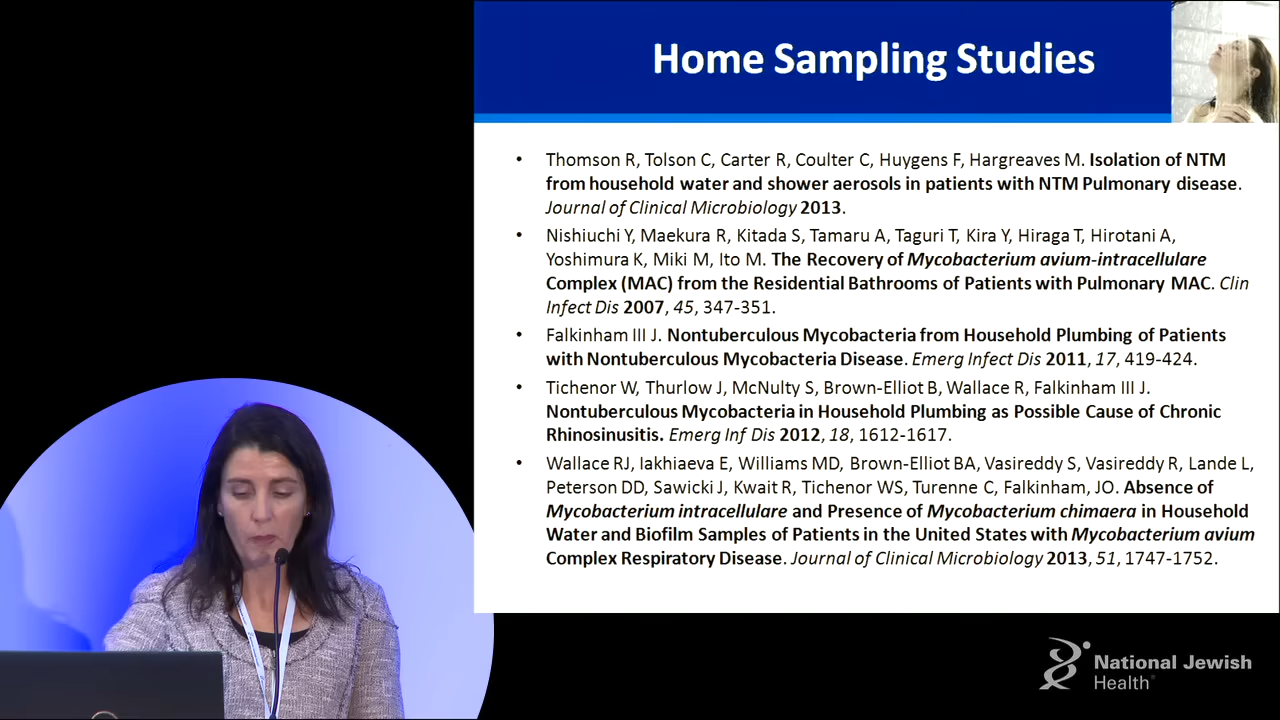 Home Sampling Studies
• Thomson R, Tolson C, Carter R, Coulter C, Huygens F, Hargreaves M. Isolation of NTM
from household water and shower aerosols in patients with NTM Pulmonary disease.
Journal of Clinical Microbiology 2013.
• Nishiuchi Y, Maekura R, Kitada S, Tamaru A, Taguri T, Kira Y, Hiraga T, Hirotani A,
Yoshimura K, Miki M, Ito M. The Recovery of Mycobacterium avium-intracellulare
Complex (MAC) from the Residential Bathrooms of Patients with Pulmonary MAC. Clin
Infect Dis 2007, 45, 347-351.
• Falkinham III J. Nontuberculous Mycobacteria from Household Plumbing of Patients
with Nontuberculous Mycobacteria Disease. Emerg Infect Dis 2011, 17, 419-424.
• Tichenor W, Thurlow J, McNulty S, Brown-Elliot B, Wallace R, Falkinham III J.
Nontuberculous Mycobacteria in Household Plumbing as Possible Cause of Chronic
Rhinosinusitis. Emerg Inf Dis 2012, 18, 1612-1617.
• Wallace RJ, Iakhiaeva E, Williams MD, Brown-Elliot BA, Vasireddy S, Vasireddy R, Lande L,
Peterson DD, Sawicki J, Kwait R, Tichenor WS, Turenne C, Falkinham, JO. Absence of
Mycobacterium intracellulare and Presence of Mycobacterium chimaera in Household
Water and Biofilm Samples of Patients in the United States with Mycobacterium avium
Complex Respiratory Disease. Journal of Clinical Microbiology 2013, 51, 1747-1752.
National Jewish
Health®